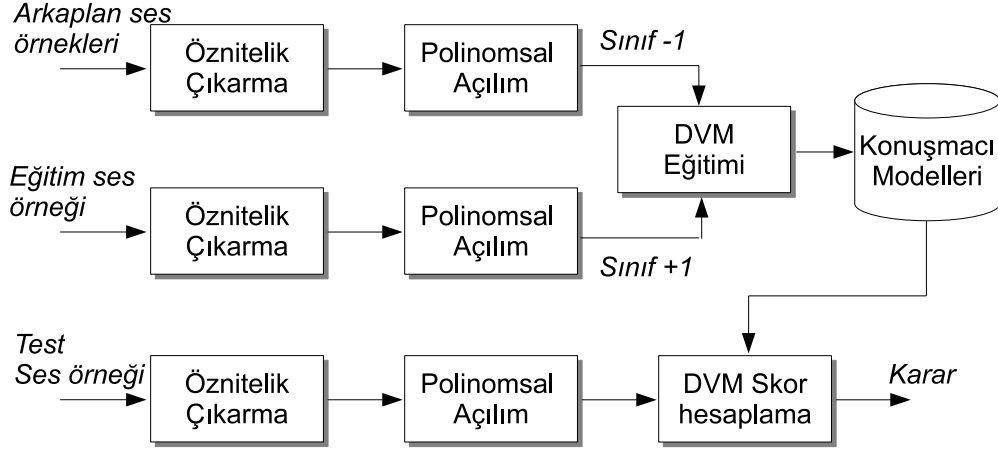 Arkaplan ses
örnekleri
Öznitelik
Çıkarma
Polinomsal
Açılım
Sınıf -1
DVM
Eğitimi
Konuşmacı
Modelleri
Eğitim ses
örneği
Öznitelik
Çıkarma
Polinomsal
Açılım
Sınıf +1
Test
Ses örneği
Öznitelik
Çıkarma
Polinomsal
Açılım
DVM Skor
hesaplama
Karar